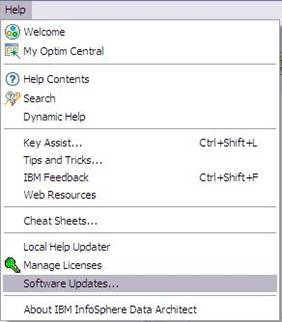 Help
Welcome
My Optim Central
Help Contents
Search
Dynamic Help
Key Assist... Ctrl+Shift+L
Tips and Tricks...
IBM Feedback Ctrl+Shift+F
Web Resources
Cheat Sheets...
Local Help Updater
Manage Licenses
Software Updates...
About IBM InfoSphere Data Architect